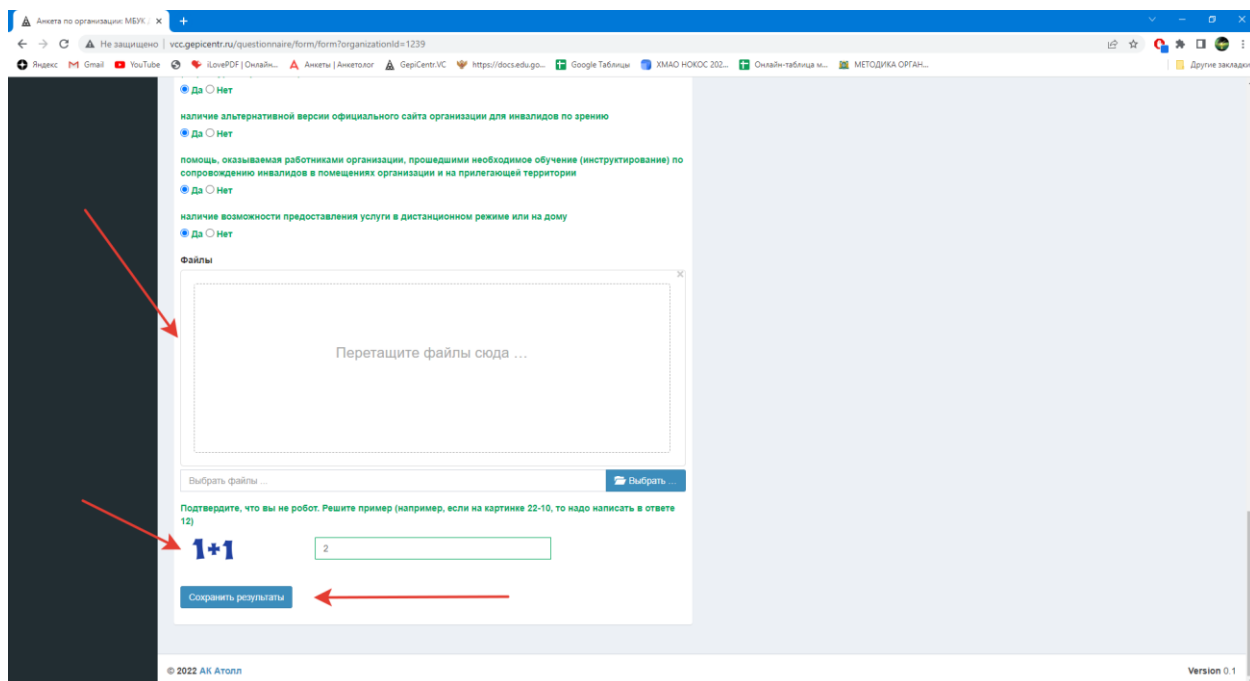 Анкета по организации: МБУК
Не защищено
vcc.gepicentr.ru/questionnaire/form/form?organizationId=1239
Яндекс
Gmail
YouTube
iLovePDF | Онлайн...
Анкеты | Анкетолог
GepiCentr.VC
https://docs.edu.go...
Google Таблицы
ХМАО НОКОС 202...
Онлайн-таблица м...
МЕТОДИКА ОРГАН...
Другие закладки
Да Нет
наличие альтернативной версии официального сайта организации для инвалидов по зрению
Да Нет
помощь, оказываемая работниками организации, прошедшими необходимое обучение (инструктирование) по
сопровождению инвалидов в помещениях организации и на прилегающей территории
Да Нет
наличие возможности предоставления услуги в дистанционном режиме или на дому
Да Нет
Файлы
Перетащите файлы сюда ...
Выбрать файлы ...
Выбрать ...
Подтвердите, что вы не робот. Решите пример (например, если на картинке 22-10, то надо написать в ответе
12)
1+1
2
Сохранить результаты
© 2022 АК Атолл
Version 0.1